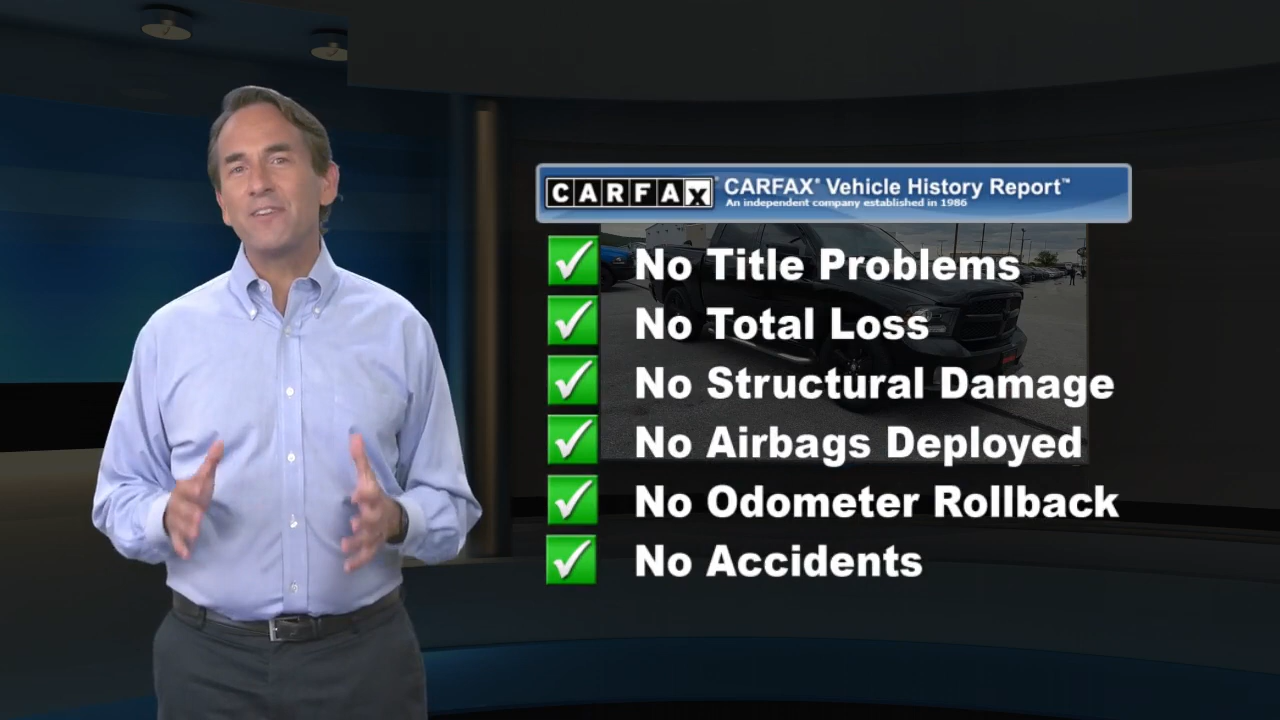 CARFAX® CARFAX® Vehicle History Report™
An independent company established in 1986
No Title Problems
No Total Loss
No Structural Damage
No Airbags Deployed
No Odometer Rollback
No Accidents